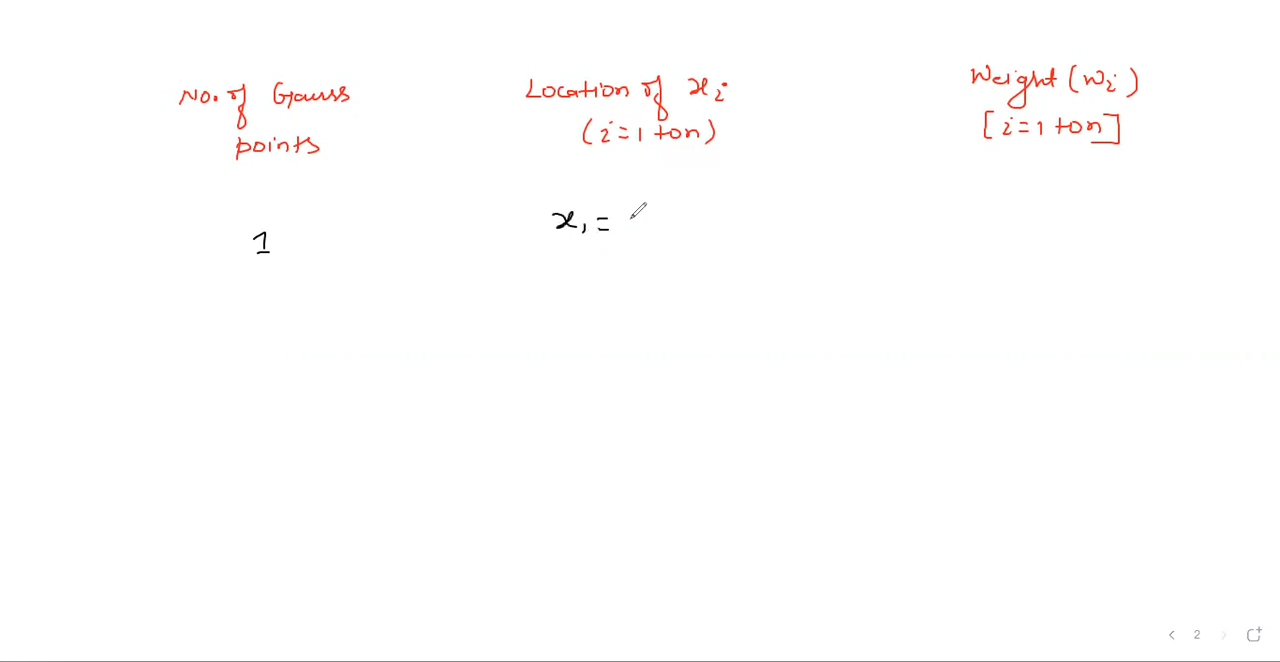 No. of Gauss points
Location of xi
(i=1 to n)
Weight (wi)
[i=1 to n]
1
x1 =
2